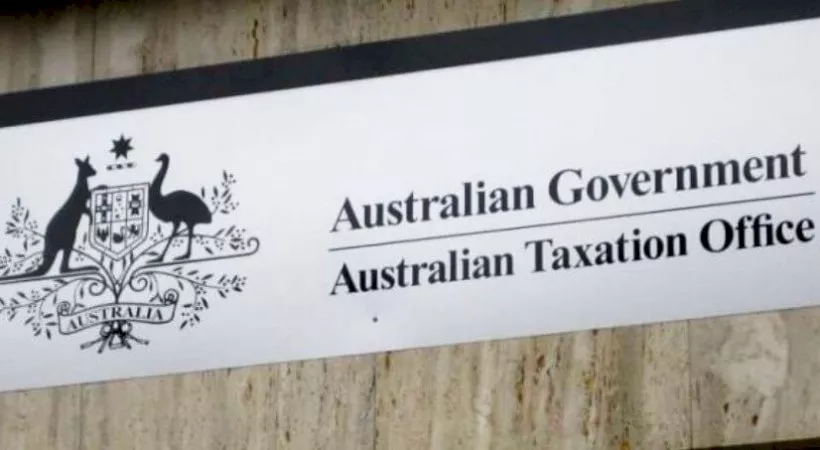 Australian Government
Australian Taxation Office
AUSTRALIA